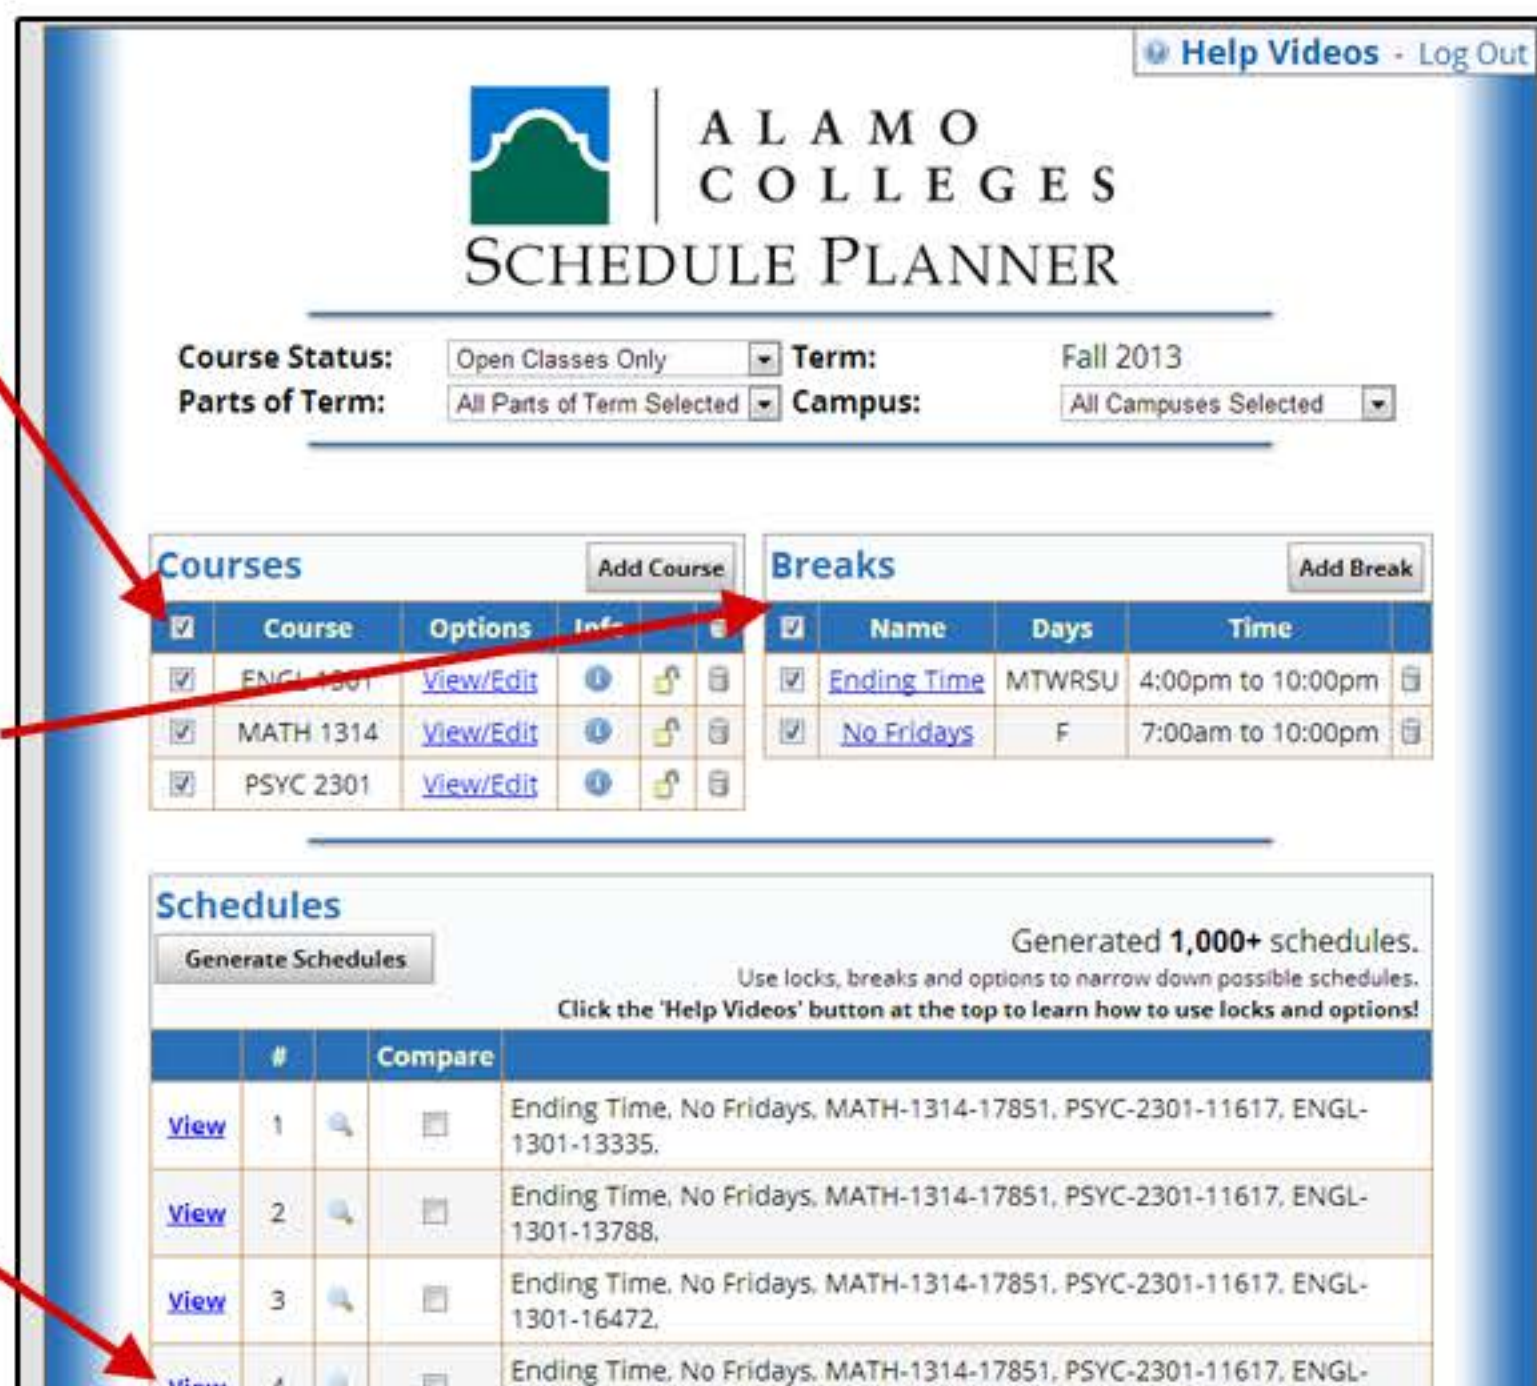 Help Videos - Log Out
ALAMO
COLLEGES
SCHEDULE PLANNER
Course Status: Open Classes Only Term: Fall 2013
Parts of Term: All Parts of Term Selected Campus: All Campuses Selected
Courses Add Course
Course Options Info
ENGL 1301 View/Edit
MATH 1314 View/Edit
PSYC 2301 View/Edit
Breaks Add Break
Name Days Time
Ending Time MTWRSU 4:00pm to 10:00pm
No Fridays F 7:00am to 10:00pm
Schedules
Generate Schedules
Generated 1,000+ schedules.
Use locks, breaks and options to narrow down possible schedules.
Click the 'Help Videos' button at the top to learn how to use locks and options!
# Compare
View 1 Ending Time, No Fridays, MATH-1314-17851, PSYC-2301-11617, ENGL-
1301-13335,
View 2 Ending Time, No Fridays, MATH-1314-17851, PSYC-2301-11617, ENGL-
1301-13788,
View 3 Ending Time, No Fridays, MATH-1314-17851, PSYC-2301-11617, ENGL-
1301-16472,
View 4 Ending Time, No Fridays, MATH-1314-17851, PSYC-2301-11617, ENGL-